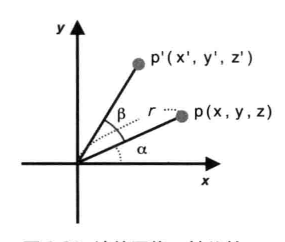 y
p'(x', y', z')
β
r
p(x, y, z)
α
x